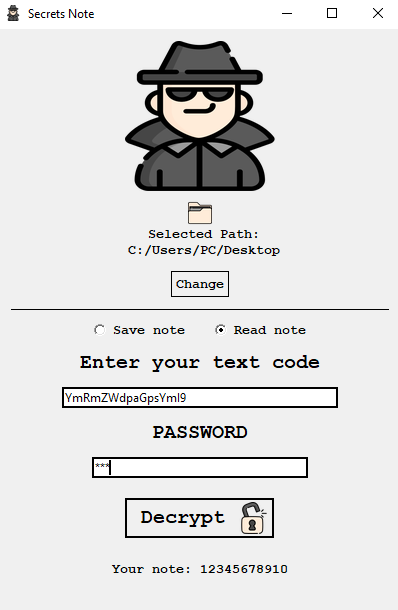 Secrets Note
Selected Path:
C:/Users/PC/Desktop
Change
Save note Read note
Enter your text code
YmRmZWdpaGpsYml9
PASSWORD
***
Decrypt
Your note: 12345678910